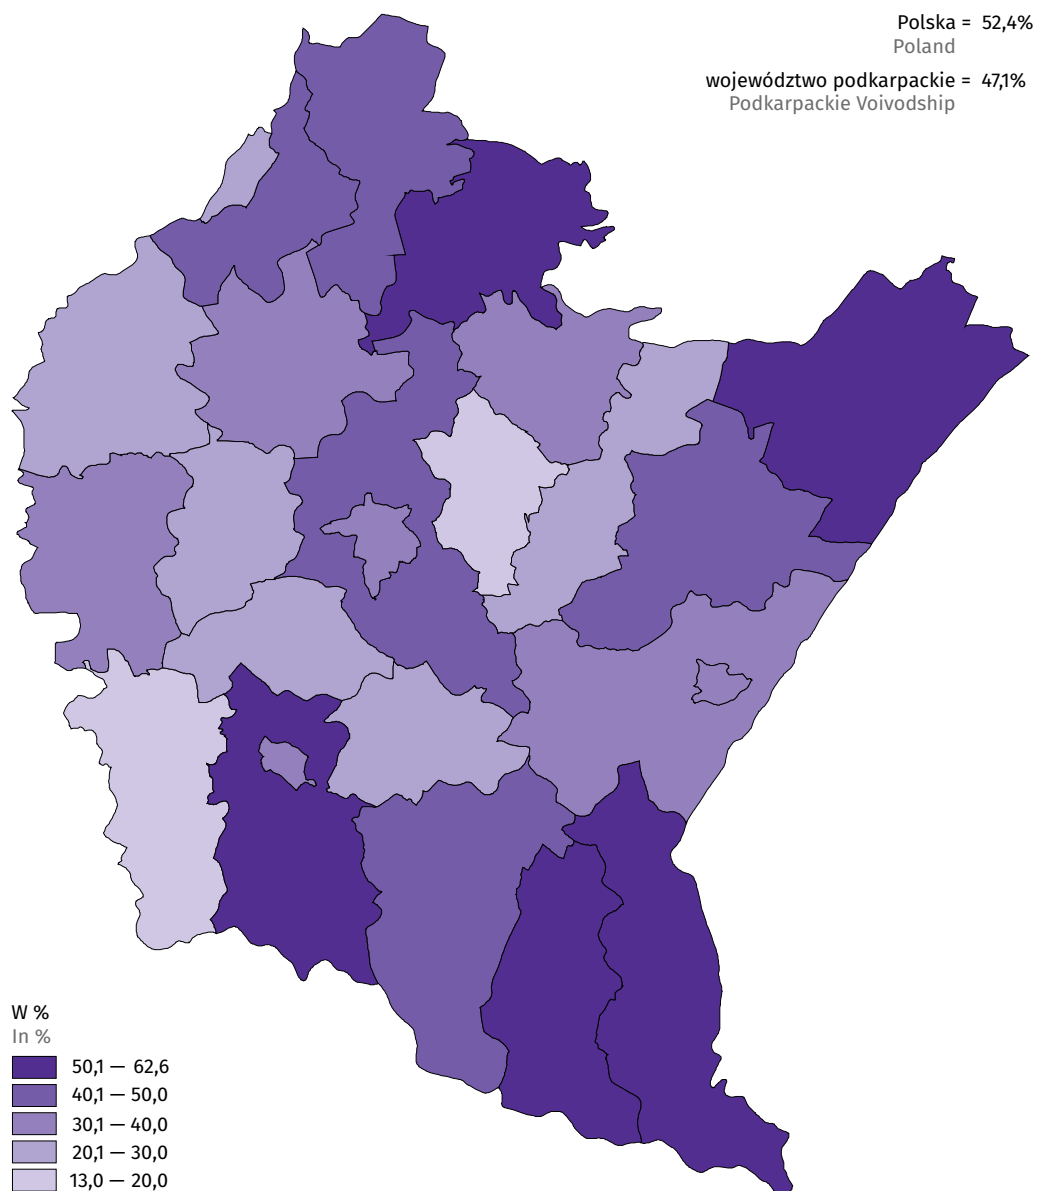 Polska = 52,4%
Poland
województwo podkarpackie = 47,1%
Podkarpackie Voivodship
W %
In %
50,1 — 62,6
40,1 — 50,0
30,1 — 40,0
20,1 — 30,0
13,0 — 20,0